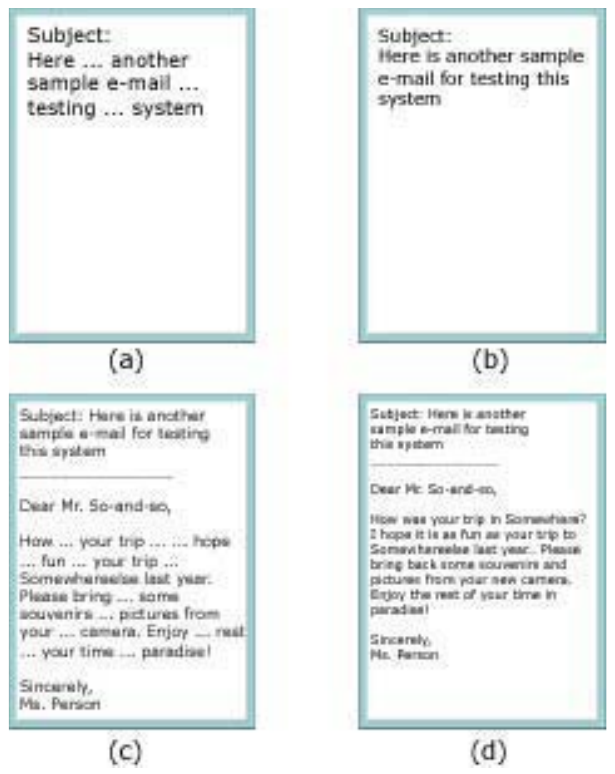 Subject:
Here ... another
sample e-mail ...
testing ... system
(a)
Subject:
Here is another sample
e-mail for testing this
system
(b)
Subject: Here is another
sample e-mail for testing
this system
Dear Mr. So-and-so,
How ... your trip ... ... hope
... fun ... your trip ...
Somewhereelse last year.
Please bring ... some
souvenirs ... pictures from
your ... camera. Enjoy ... rest
... your time ... paradise!
Sincerely,
Ms. Person
(c)
Subject: Here is another
sample e-mail for testing
this system
Dear Mr. So-and-so,
How was your trip in Somewhere?
I hope it is as fun as your trip to
Somewhereelse last year.. Please
bring back some souvenirs and
pictures from your new camera.
Enjoy the rest of your time in
paradise!
Sincerely,
Ms. Person
(d)